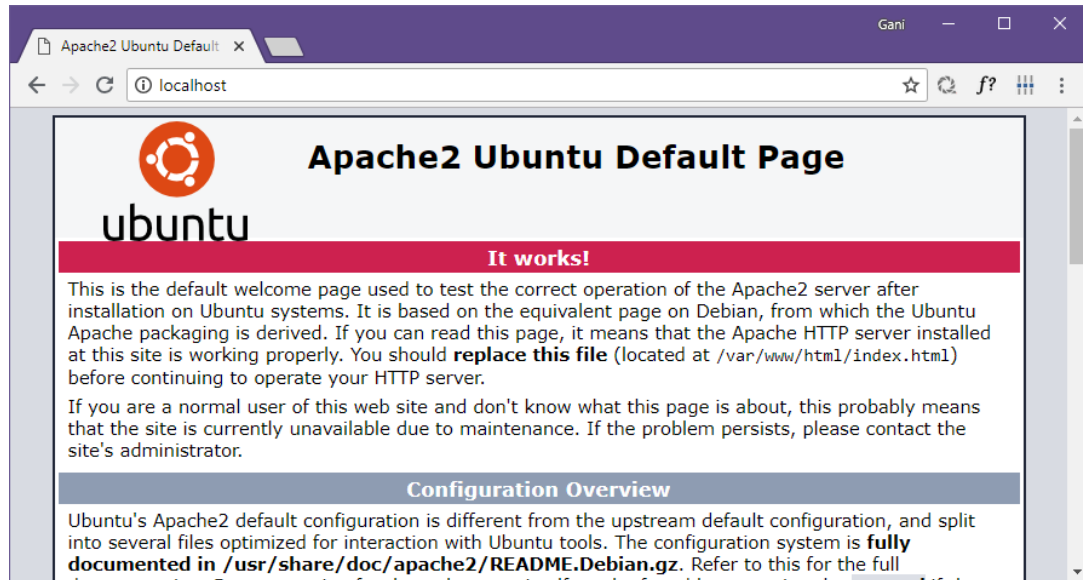 Gani
Apache2 Ubuntu Default
localhost
f?
ubuntu
Apache2 Ubuntu Default Page
It works!
This is the default welcome page used to test the correct operation of the Apache2 server after
installation on Ubuntu systems. It is based on the equivalent page on Debian, from which the Ubuntu
Apache packaging is derived. If you can read this page, it means that the Apache HTTP server installed
at this site is working properly. You should replace this file (located at /var/www/html/index.html)
before continuing to operate your HTTP server.
If you are a normal user of this web site and don't know what this page is about, this probably means
that the site is currently unavailable due to maintenance. If the problem persists, please contact the
site's administrator.
Configuration Overview
Ubuntu's Apache2 default configuration is different from the upstream default configuration, and split
into several files optimized for interaction with Ubuntu tools. The configuration system is fully
documented in /usr/share/doc/apache2/README.Debian.gz. Refer to this for the full